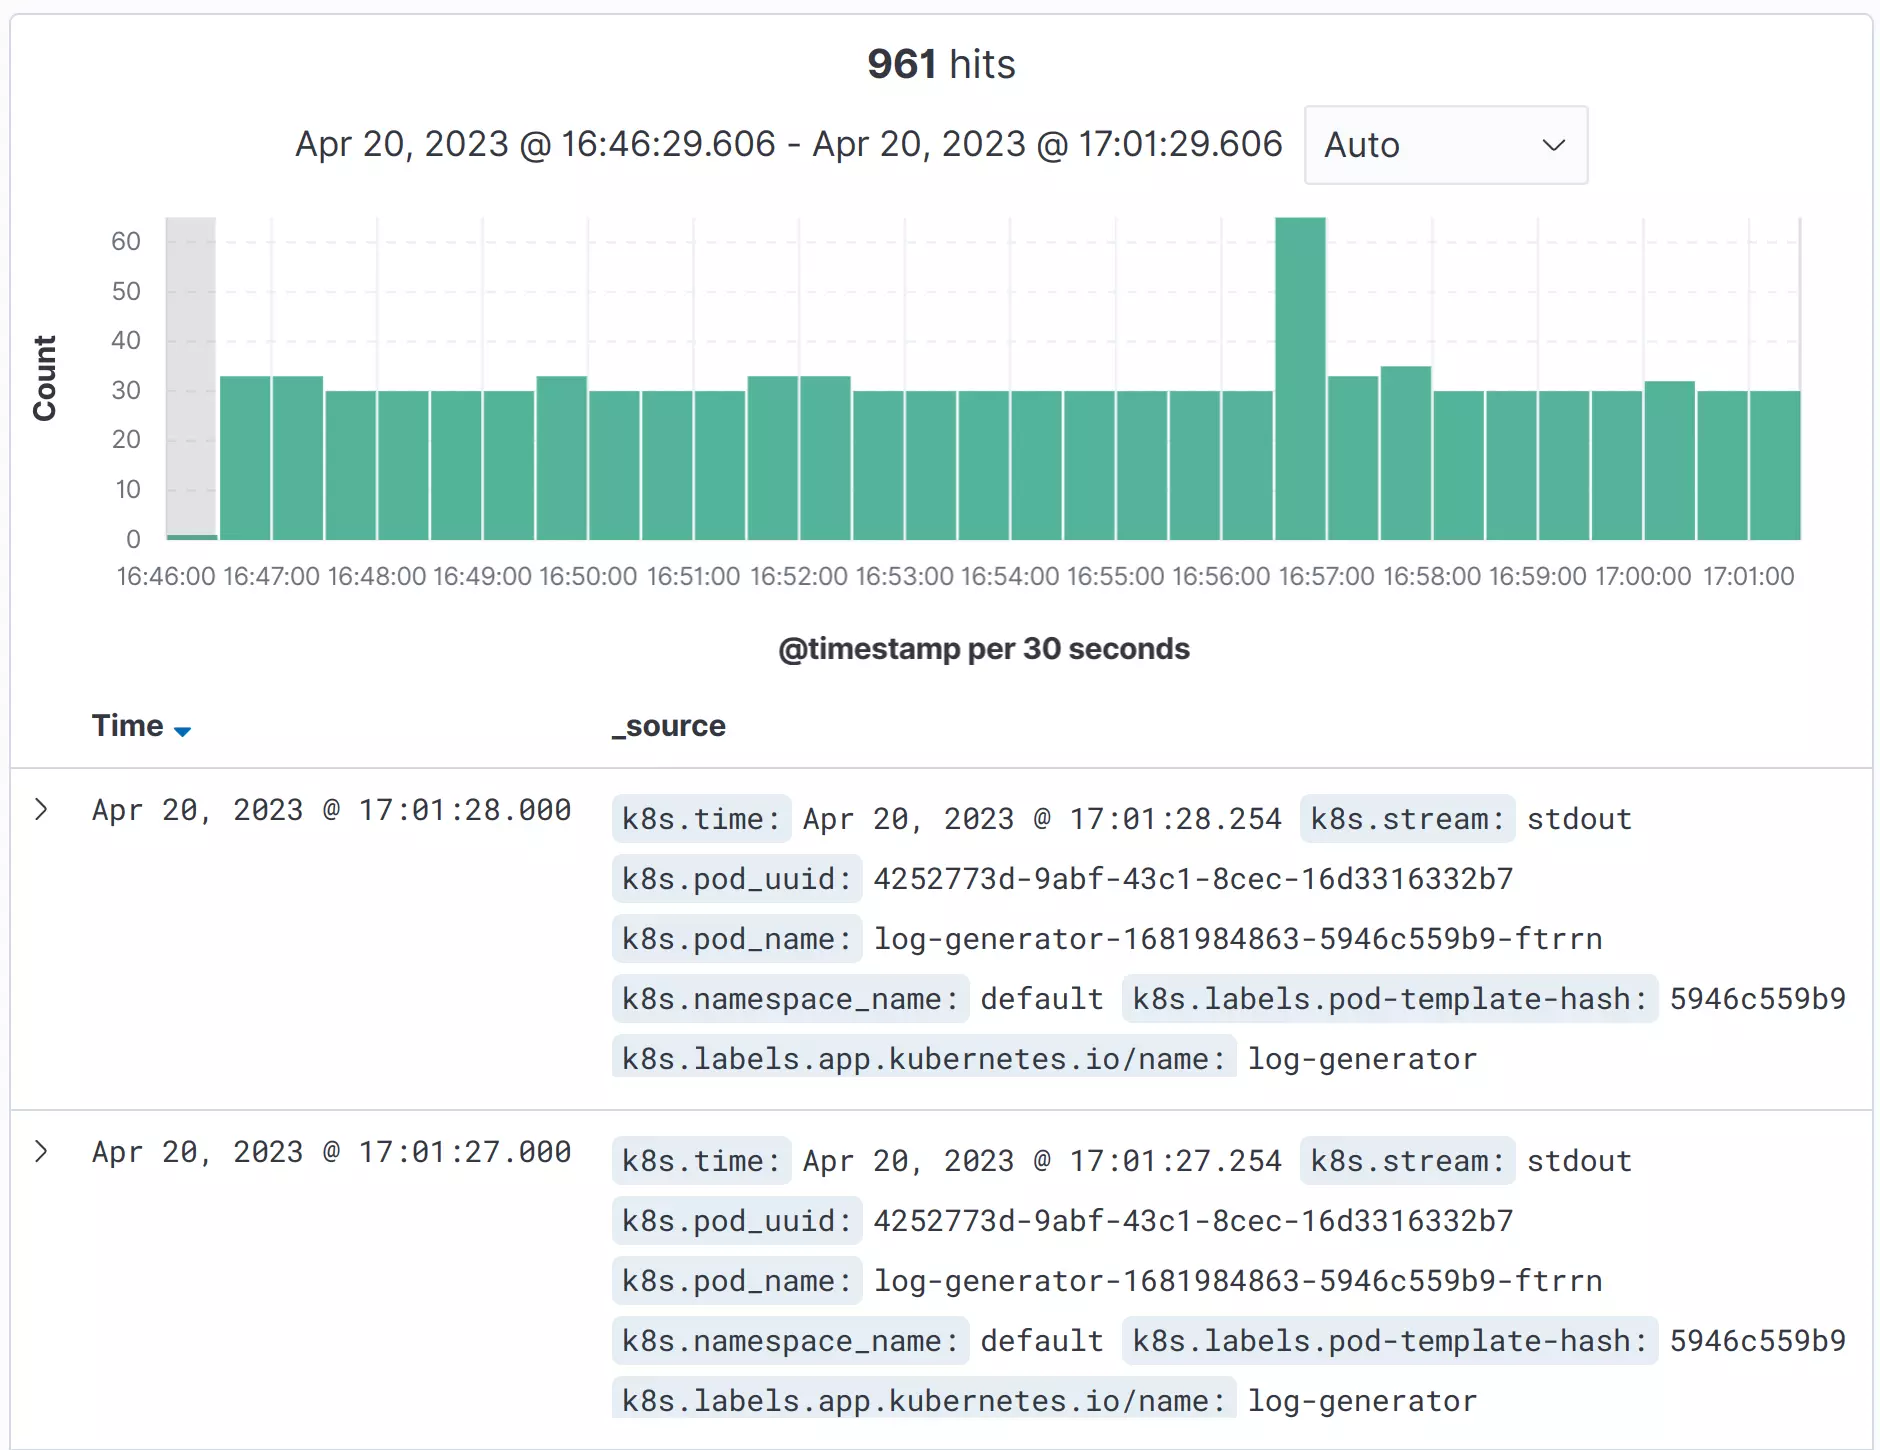 961 hits
Apr 20, 2023 @ 16:46:29.606 - Apr 20, 2023 @ 17:01:29.606 Auto
60
50
40
30
20
10
0
Count
16:46:00 16:47:00 16:48:00 16:49:00 16:50:00 16:51:00 16:52:00 16:53:00 16:54:00 16:55:00 16:56:00 16:57:00 16:58:00 16:59:00 17:00:00 17:01:00
@timestamp per 30 seconds
Time _source
Apr 20, 2023 @ 17:01:28.000 k8s.time: Apr 20, 2023 @ 17:01:28.254 k8s.stream: stdout
k8s.pod_uuid: 4252773d-9abf-43c1-8cec-16d3316332b7
k8s.pod_name: log-generator-1681984863-5946c559b9-ftrrn
k8s.namespace_name: default k8s.labels.pod-template-hash: 5946c559b9
k8s.labels.app.kubernetes.io/name: log-generator
Apr 20, 2023 @ 17:01:27.000 k8s.time: Apr 20, 2023 @ 17:01:27.254 k8s.stream: stdout
k8s.pod_uuid: 4252773d-9abf-43c1-8cec-16d3316332b7
k8s.pod_name: log-generator-1681984863-5946c559b9-ftrrn
k8s.namespace_name: default k8s.labels.pod-template-hash: 5946c559b9
k8s.labels.app.kubernetes.io/name: log-generator